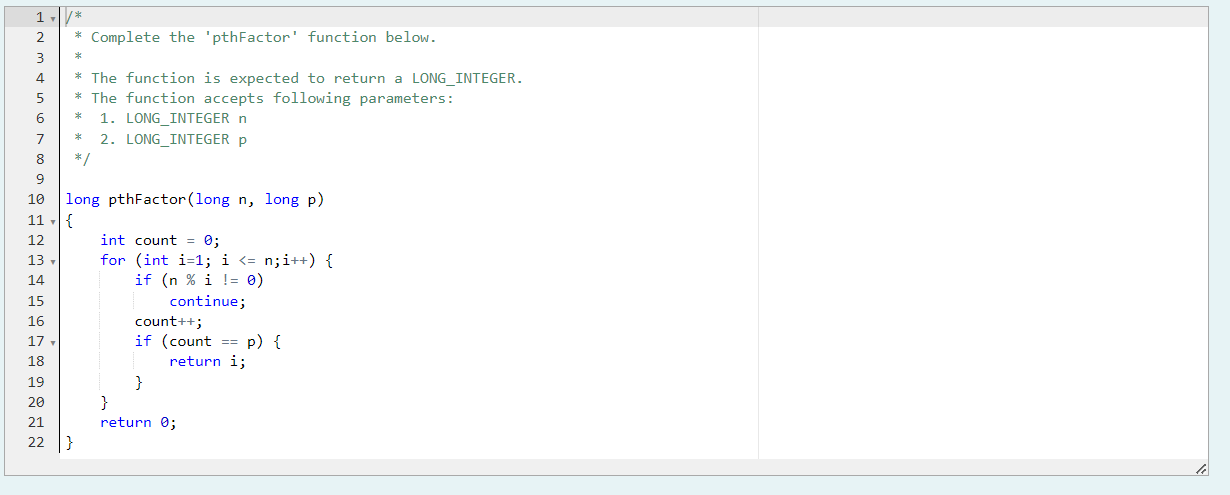 1 /*
2  * Complete the 'pthFactor' function below.
3  *
4  * The function is expected to return a LONG_INTEGER.
5  * The function accepts following parameters:
6  *  1. LONG_INTEGER n
7  *  2. LONG_INTEGER p
8  */
9
10 long pthFactor(long n, long p)
11 {
12     int count = 0;
13     for (int i=1; i <= n;i++) {
14         if (n % i != 0)
15             continue;
16         count++;
17         if (count == p) {
18             return i;
19         }
20     }
21     return 0;
22 }